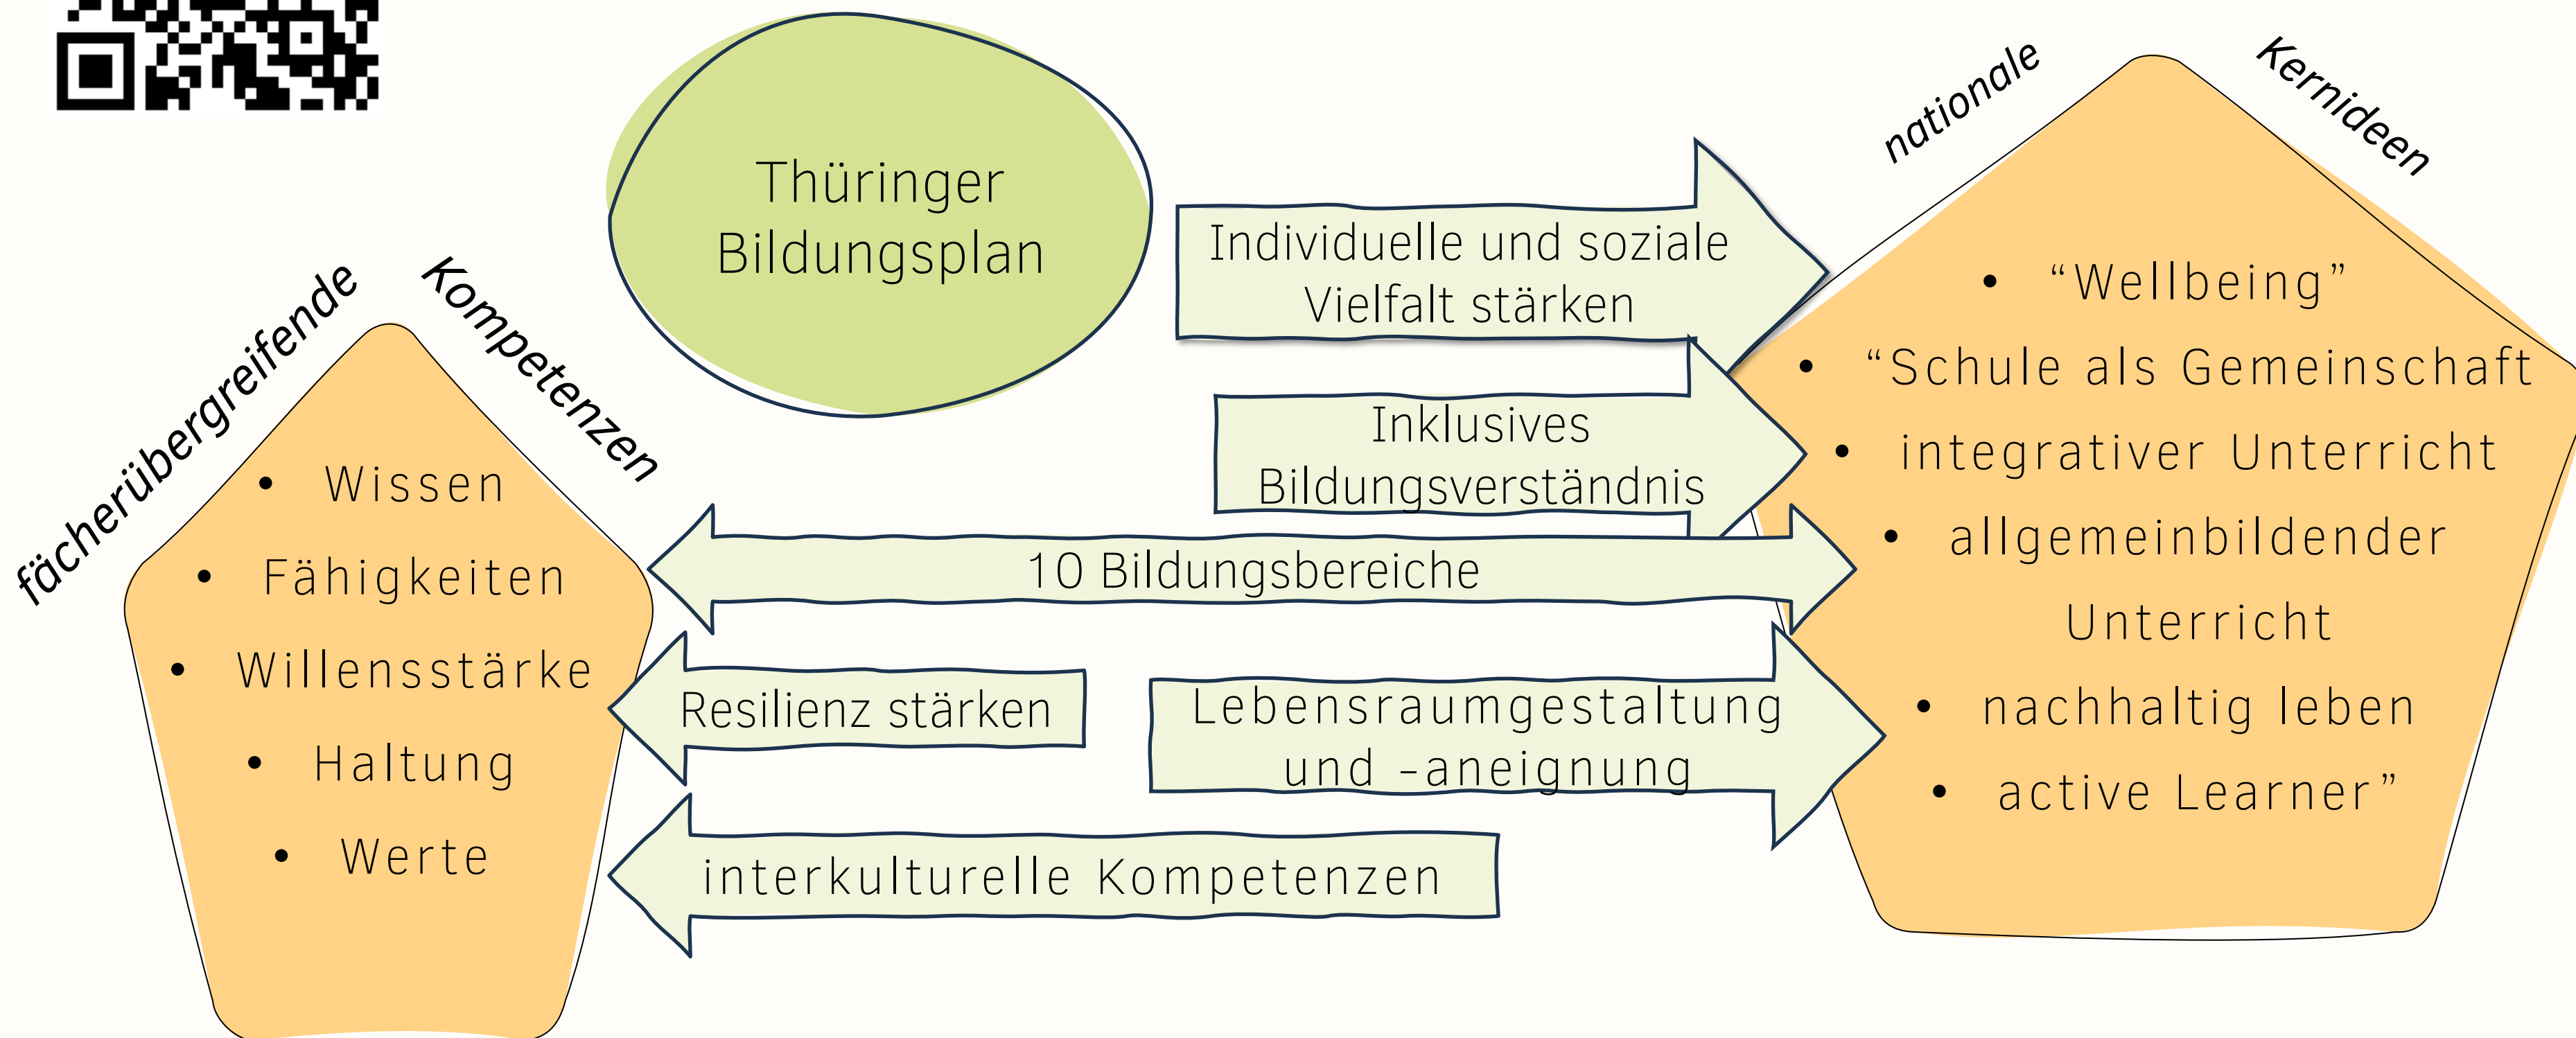 Thüringer
Bildungsplan
fächerübergreifende
Kompetenzen
• Wissen
• Fähigkeiten
• Willensstärke
• Haltung
• Werte
Individuelle und soziale
Vielfalt stärken
Inklusives
Bildungsverständnis
10 Bildungsbereiche
Resilienz stärken
Lebensraumgestaltung
und -aneignung
interkulturelle Kompetenzen
nationale
Kernideen
• “Wellbeing”
• “Schule als Gemeinschaft
• integrativer Unterricht
• allgemeinbildender
Unterricht
• nachhaltig leben
• active Learner”